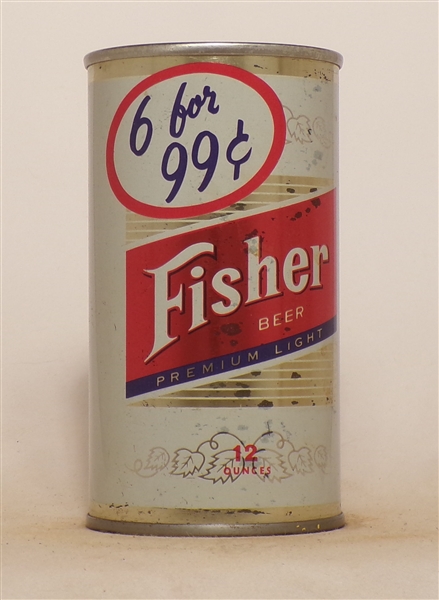 6 for
99¢
Fisher
BEER
PREMIUM LIGHT
12
OUNCES